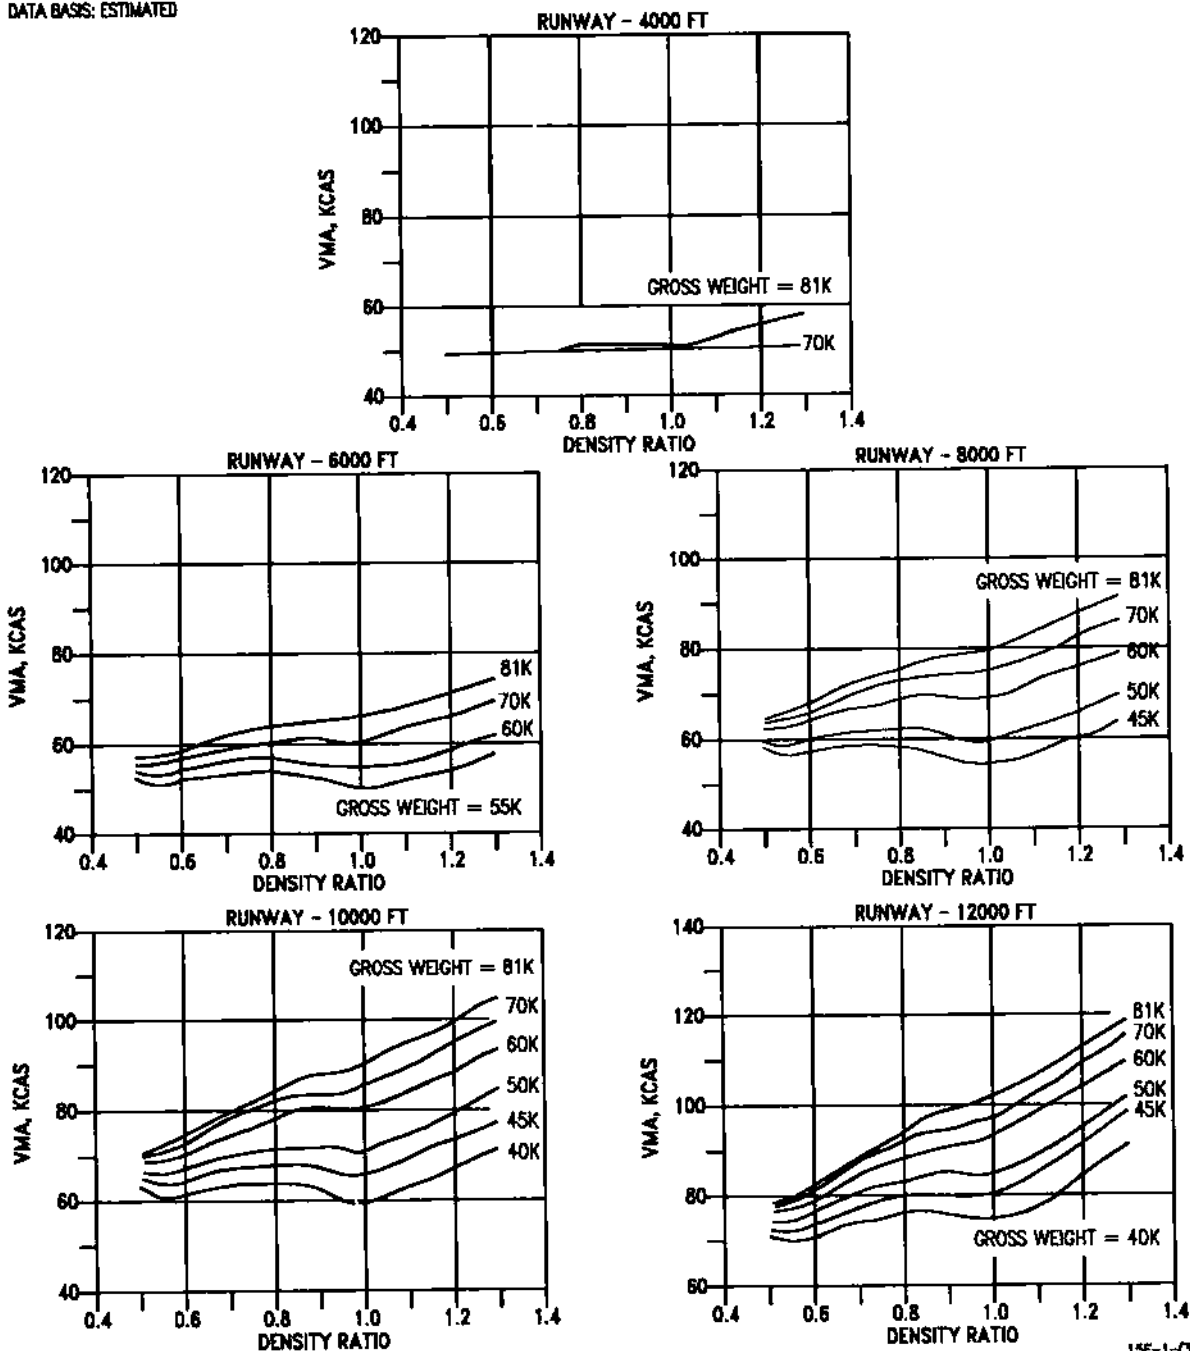 DATA BASIS: ESTIMATED
RUNWAY - 4000 FT
120
100
80
60
40
VMA, KCAS
GROSS WEIGHT = 81K
70K
0.4 0.6 0.8 1.0 1.2 1.4
DENSITY RATIO
RUNWAY - 6000 FT
120
100
80
60
40
VMA, KCAS
81K
70K
60K
GROSS WEIGHT = 55K
0.4 0.6 0.8 1.0 1.2 1.4
DENSITY RATIO
RUNWAY - 8000 FT
120
100
80
60
40
VMA, KCAS
GROSS WEIGHT = 81K
70K
60K
50K
45K
0.4 0.6 0.8 1.0 1.2 1.4
DENSITY RATIO
RUNWAY - 10000 FT
120
100
80
60
40
VMA, KCAS
GROSS WEIGHT = 81K
70K
60K
50K
45K
40K
0.4 0.6 0.8 1.0 1.2 1.4
DENSITY RATIO
RUNWAY - 12000 FT
140
120
100
80
60
VMA, KCAS
81K
70K
60K
50K
45K
GROSS WEIGHT = 40K
0.4 0.6 0.8 1.0 1.2 1.4
DENSITY RATIO